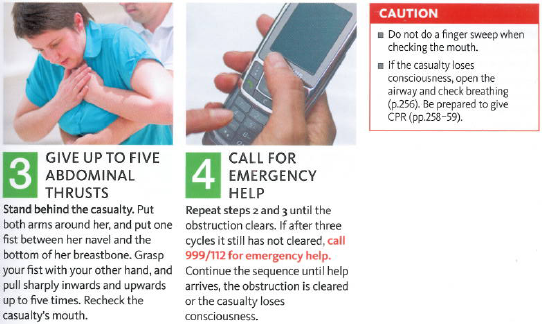 3
GIVE UP TO FIVE
ABDOMINAL
THRUSTS
Stand behind the casualty. Put
both arms around her, and put one
fist between her navel and the
bottom of her breastbone. Grasp
your fist with your other hand, and
pull sharply inwards and upwards
up to five times. Recheck the
casualty's mouth.
4
CALL FOR
EMERGENCY
HELP
Repeat steps 2 and 3 until the
obstruction clears. If after three
cycles it still has not cleared, call
999/112 for emergency help.
Continue the sequence until help
arrives, the obstruction is cleared
or the casualty loses
consciousness.
CAUTION
■ Do not do a finger sweep when
checking the mouth.
■ If the casualty loses
consciousness, open the
airway and check breathing
(p.256). Be prepared to give
CPR (pp.258–59).